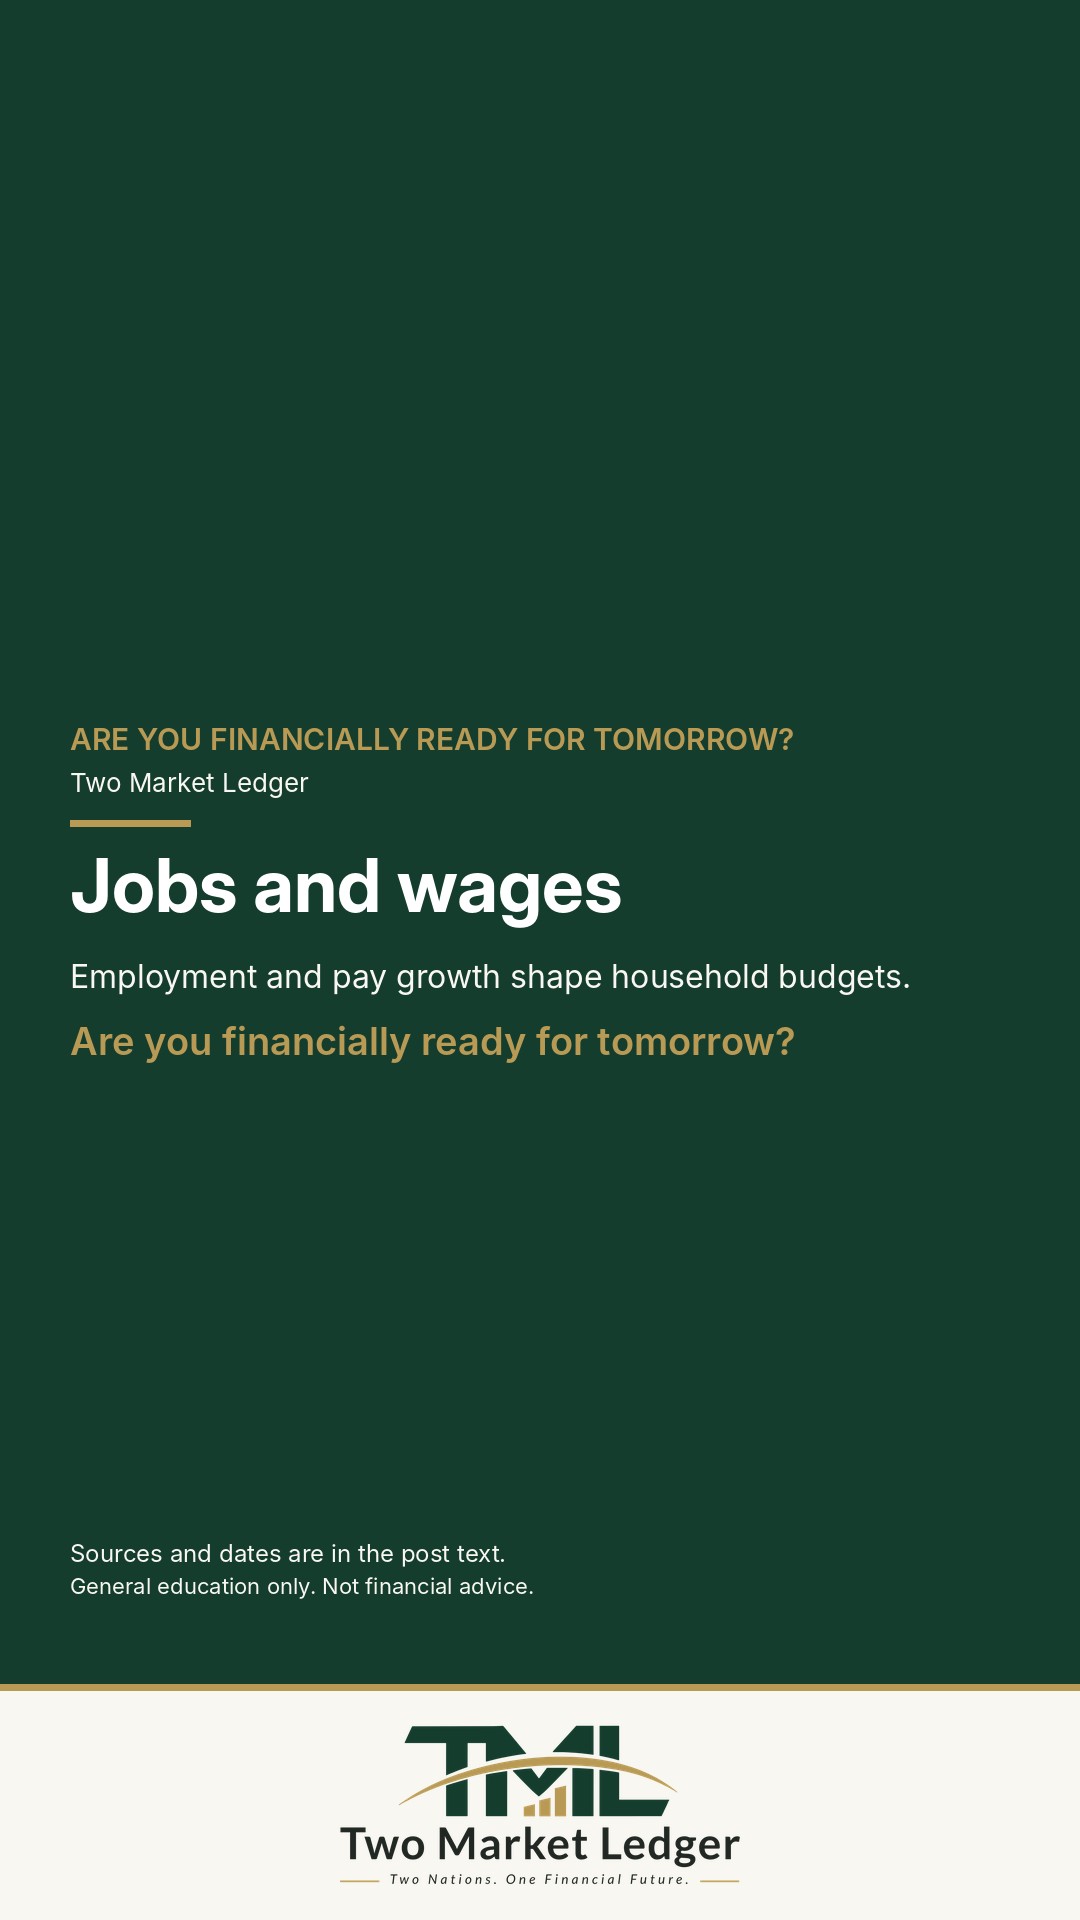 ARE YOU FINANCIALLY READY FOR TOMORROW?
Two Market Ledger
Jobs and wages
Employment and pay growth shape household budgets.
Are you financially ready for tomorrow?
Sources and dates are in the post text.
General education only. Not financial advice.
TML
Two Market Ledger
Two Nations. One Financial Future.